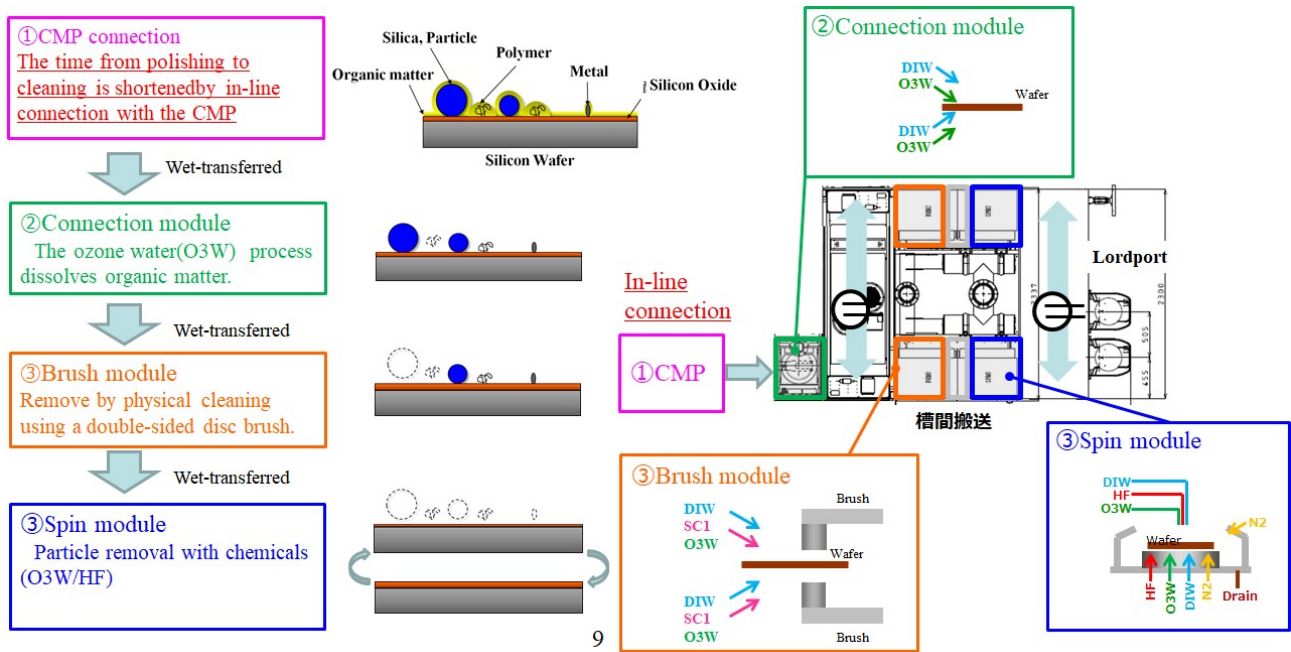 ①CMP connection
The time from polishing to
cleaning is shortenedby in-line
connection with the CMP
Wet-transferred
②Connection module
The ozone water(O3W) process
dissolves organic matter.
Wet-transferred
③Brush module
Remove by physical cleaning
using a double-sided disc brush.
Wet-transferred
③Spin module
Particle removal with chemicals
(O3W/HF)
Silica, Particle
Polymer
Organic matter
Metal
Silicon Oxide
Silicon Wafer
②Connection module
DIW
O3W
Wafer
DIW
O3W
In-line
connection
①CMP
Lordport
2337
2300
505
455
槽間搬送
③Brush module
DIW
SC1
O3W
Brush
Wafer
DIW
SC1
O3W
Brush
③Spin module
DIW
HF
O3W
N2
Wafer
HF
O3W
DIW
N2
Drain
9